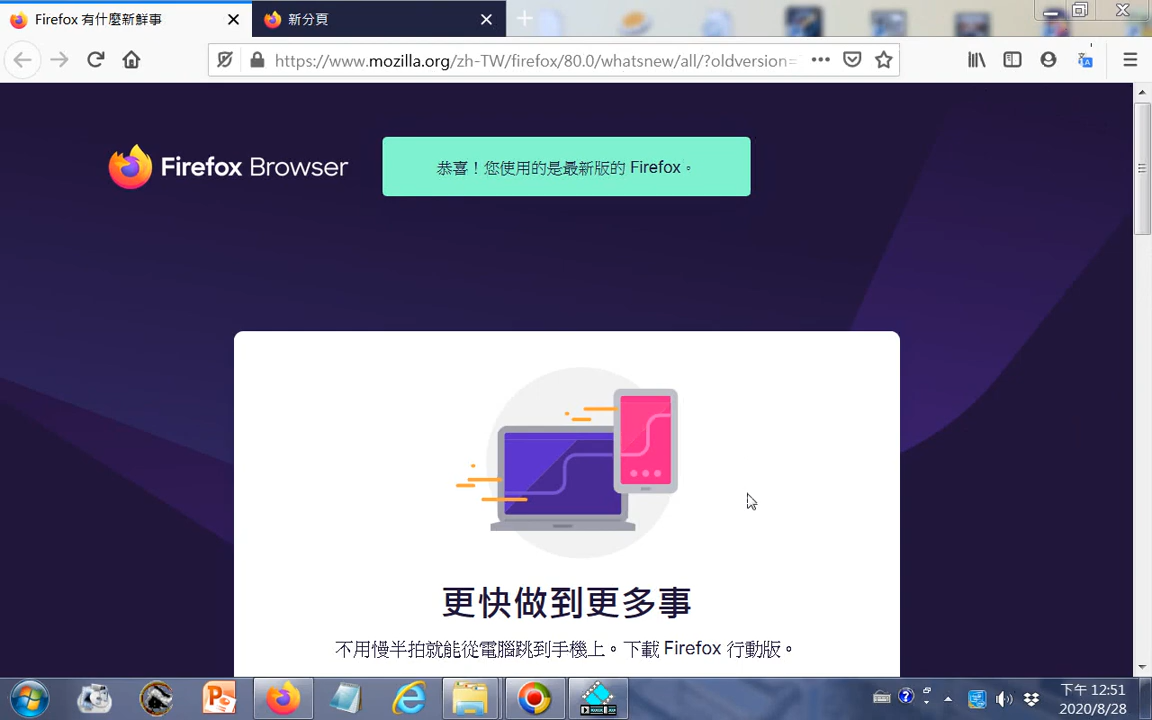 Firefox 有什麼新鮮事
新分頁
https://www.mozilla.org/zh-TW/firefox/80.0/whatsnew/all/?oldversion=
Firefox Browser
恭喜！您使用的是最新版的 Firefox。
更快做到更多事
不用慢半拍就能從電腦跳到手機上。下載 Firefox 行動版。
下午 12:51
2020/8/28